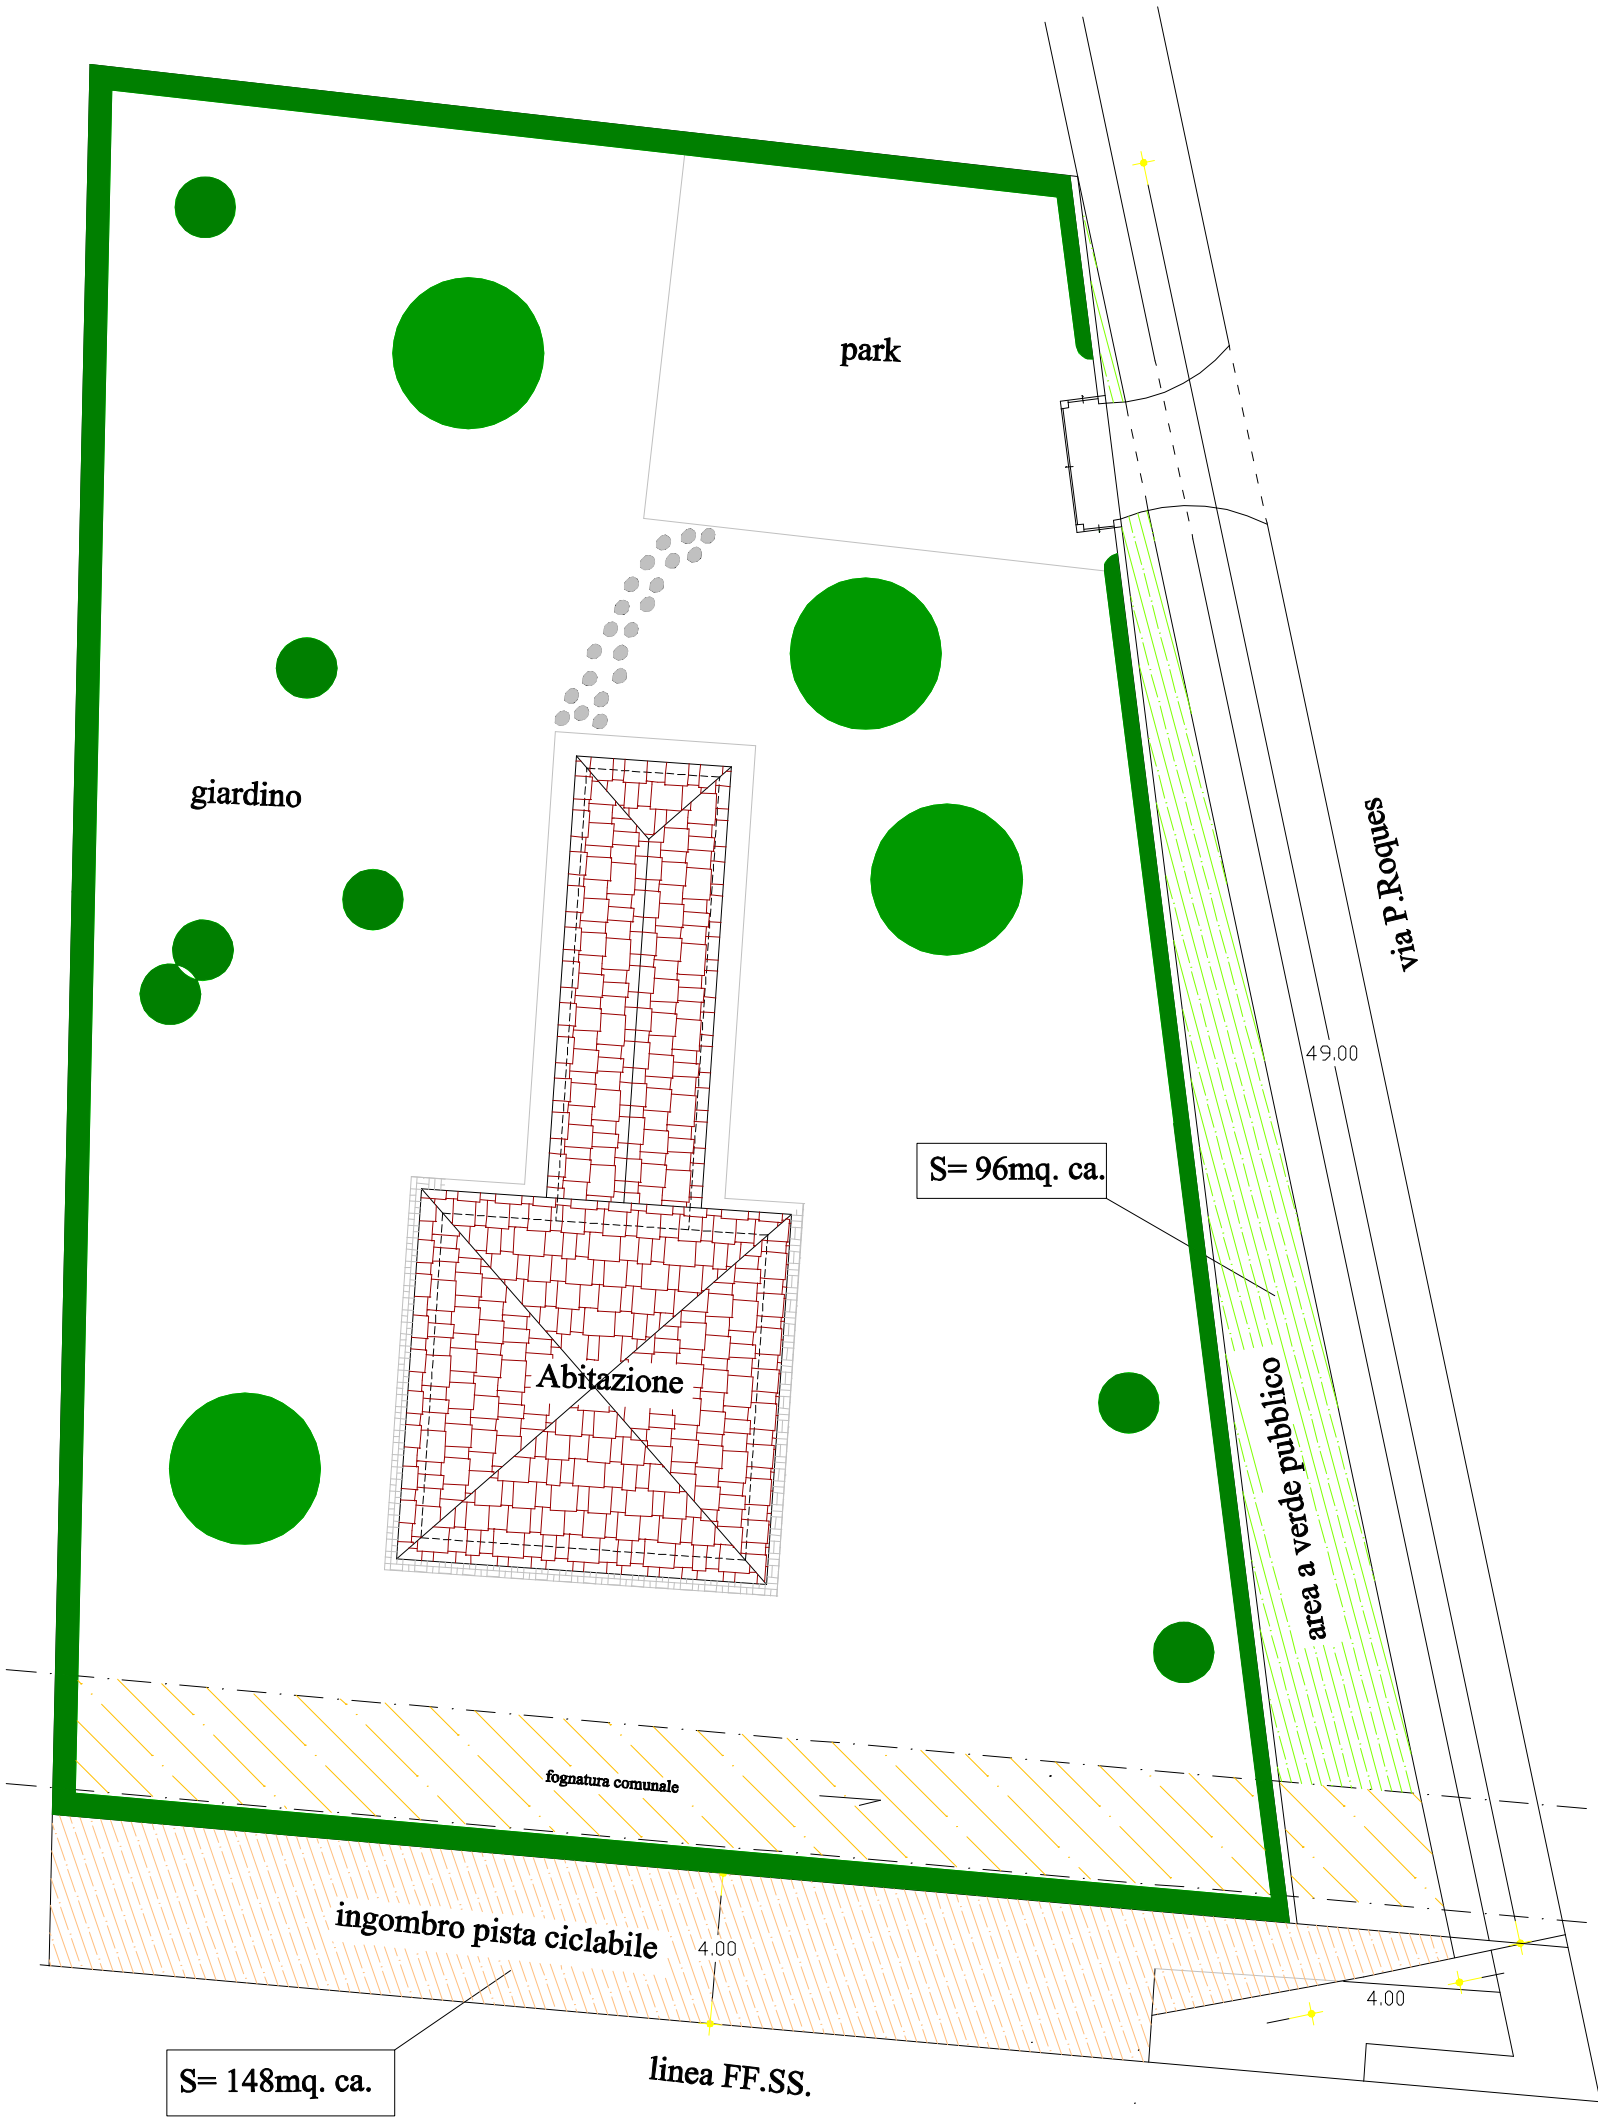 park
giardino
via P.Roques
49.00
S= 96mq. ca.
Abitazione
area a verde pubblico
fognatura comunale
ingombro pista ciclabile
4.00
4.00
S= 148mq. ca.
linea FF.SS.